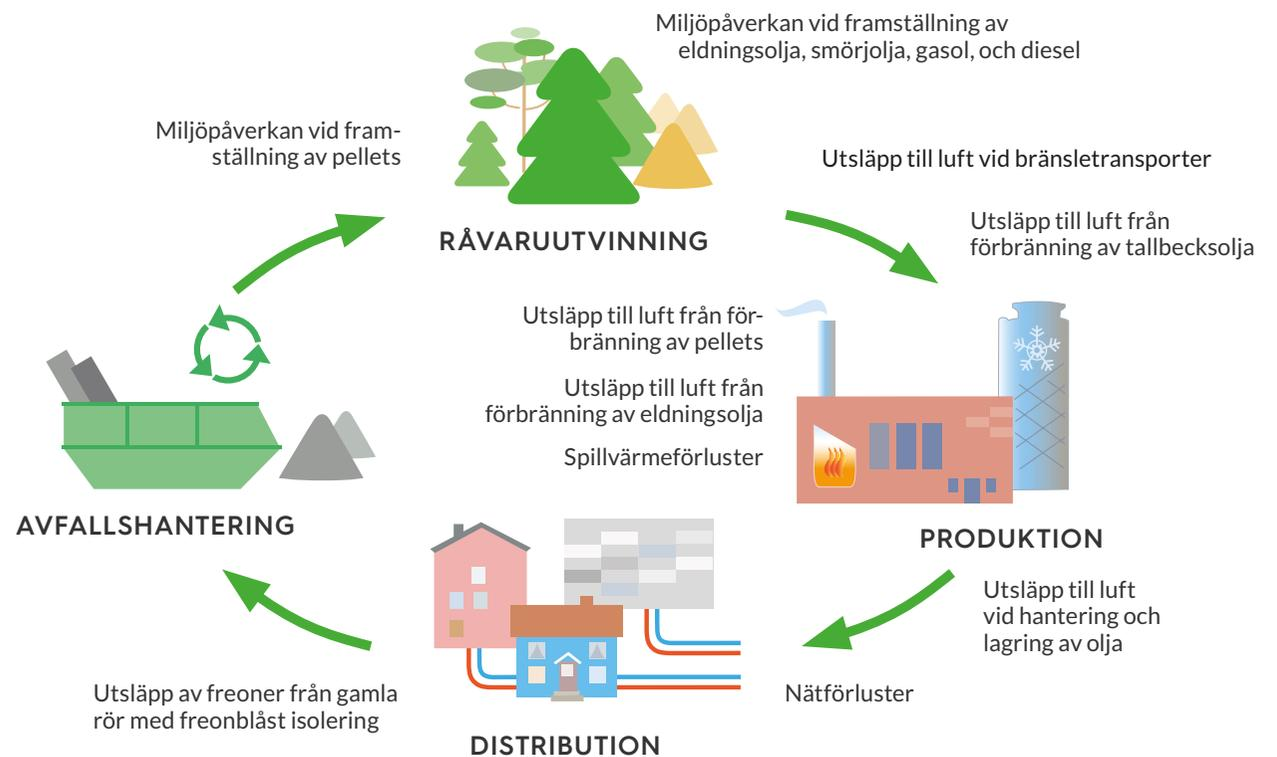 Miljöpåverkan vid framställning av
eldningsolja, smörjolja, gasol, och diesel
Miljöpåverkan vid fram-
ställning av pellets
Utsläpp till luft vid bränsletransporter
RÅVARUUTVINNING
Utsläpp till luft från
förbränning av tallbecksolja
Utsläpp till luft från för-
bränning av pellets
Utsläpp till luft från
förbränning av eldningsolja
Spillvärmeförluster
AVFALLSHANTERING
PRODUKTION
Utsläpp till luft
vid hantering och
lagring av olja
Utsläpp av freoner från gamla
rör med freonblåst isolering
Nätförluster
DISTRIBUTION